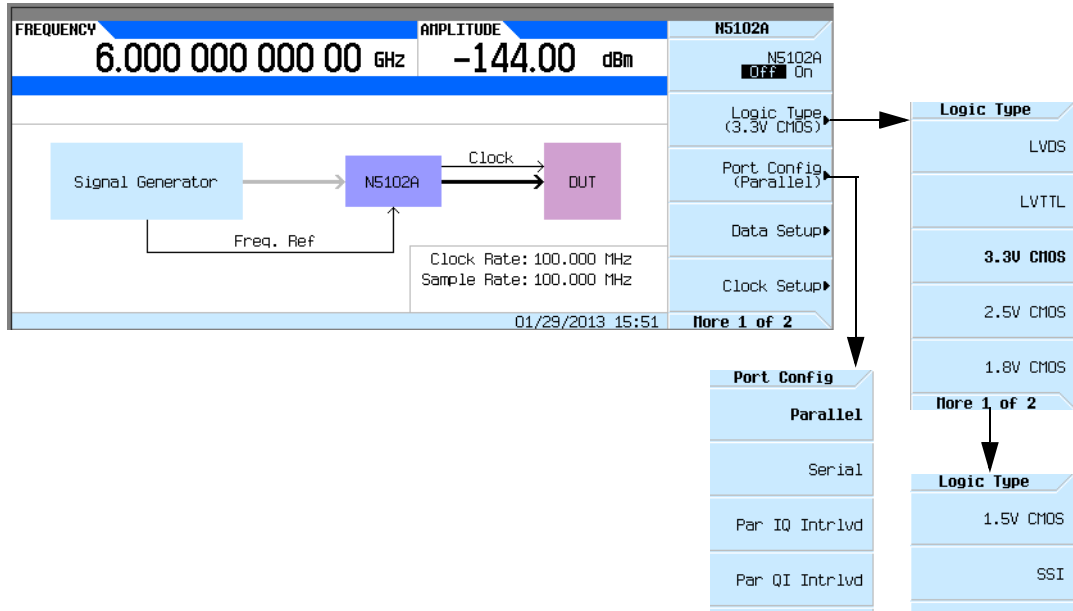 FREQUENCY
6.000 000 000 00 GHz
AMPLITUDE
-144.00 dBm
N5102A
N5102A
Off On
Logic Type
(3.3V CMOS)
Port Config
(Parallel)
Data Setup
Clock Setup
More 1 of 2
Signal Generator
N5102A
Clock
DUT
Freq. Ref
Clock Rate: 100.000 MHz
Sample Rate: 100.000 MHz
01/29/2013 15:51
Logic Type
LVDS
LVTTL
3.3V CMOS
2.5V CMOS
1.8V CMOS
More 1 of 2
Port Config
Parallel
Serial
Par IQ Intrlvd
Par QI Intrlvd
Logic Type
1.5V CMOS
SSI